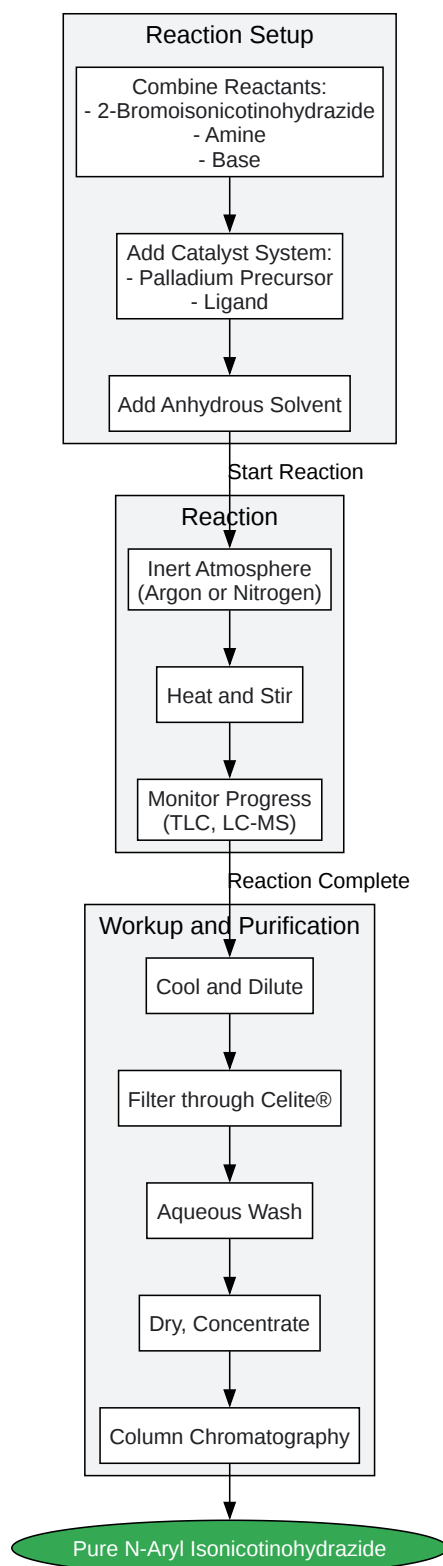 Reaction Setup
Combine Reactants:
- 2-Bromoisonicotinohydrazide
- Amine
- Base
Add Catalyst System:
- Palladium Precursor
- Ligand
Add Anhydrous Solvent
Start Reaction
Reaction
Inert Atmosphere
(Argon or Nitrogen)
Heat and Stir
Monitor Progress
(TLC, LC-MS)
Reaction Complete
Workup and Purification
Cool and Dilute
Filter through Celite®
Aqueous Wash
Dry, Concentrate
Column Chromatography
Pure N-Aryl Isonicotinohydrazide